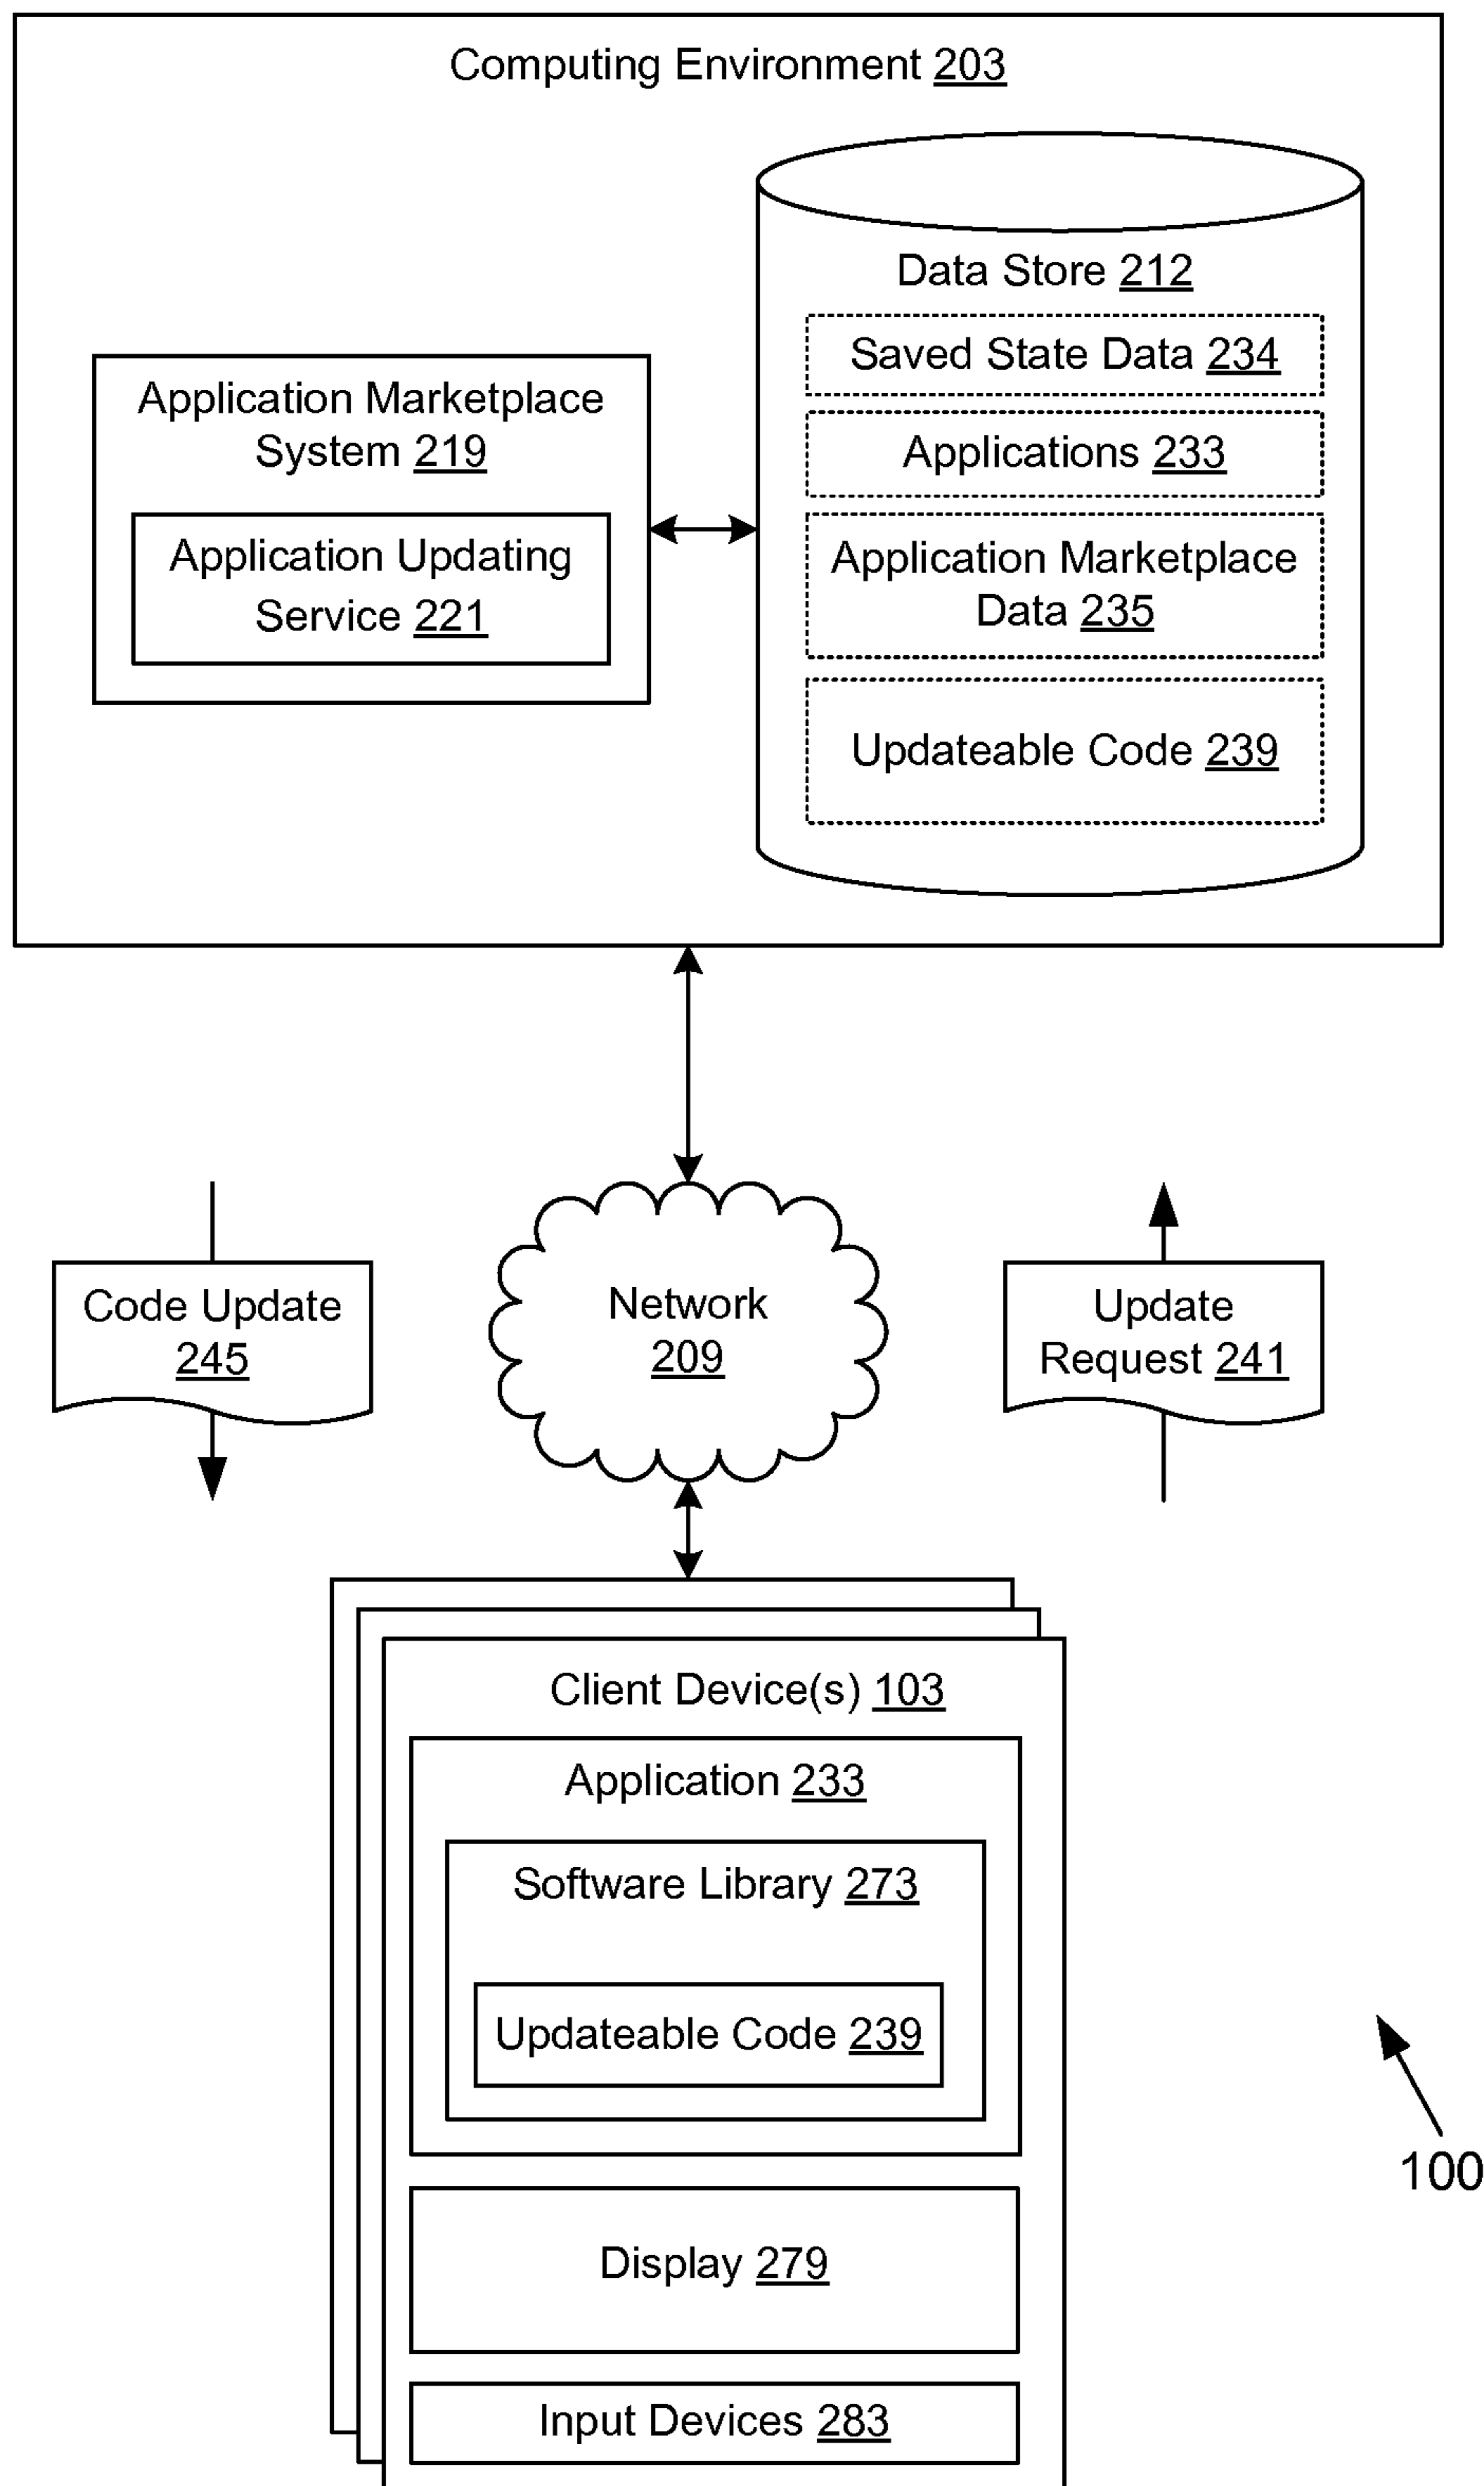 Computing Environment 203
Data Store 212
Saved State Data 234
Applications 233
Application Marketplace
Data 235
Updateable Code 239
Application Marketplace
System 219
Application Updating
Service 221
Code Update
245
Network
209
Update
Request 241
Client Device(s) 103
Application 233
Software Library 273
Updateable Code 239
Display 279
Input Devices 283
100